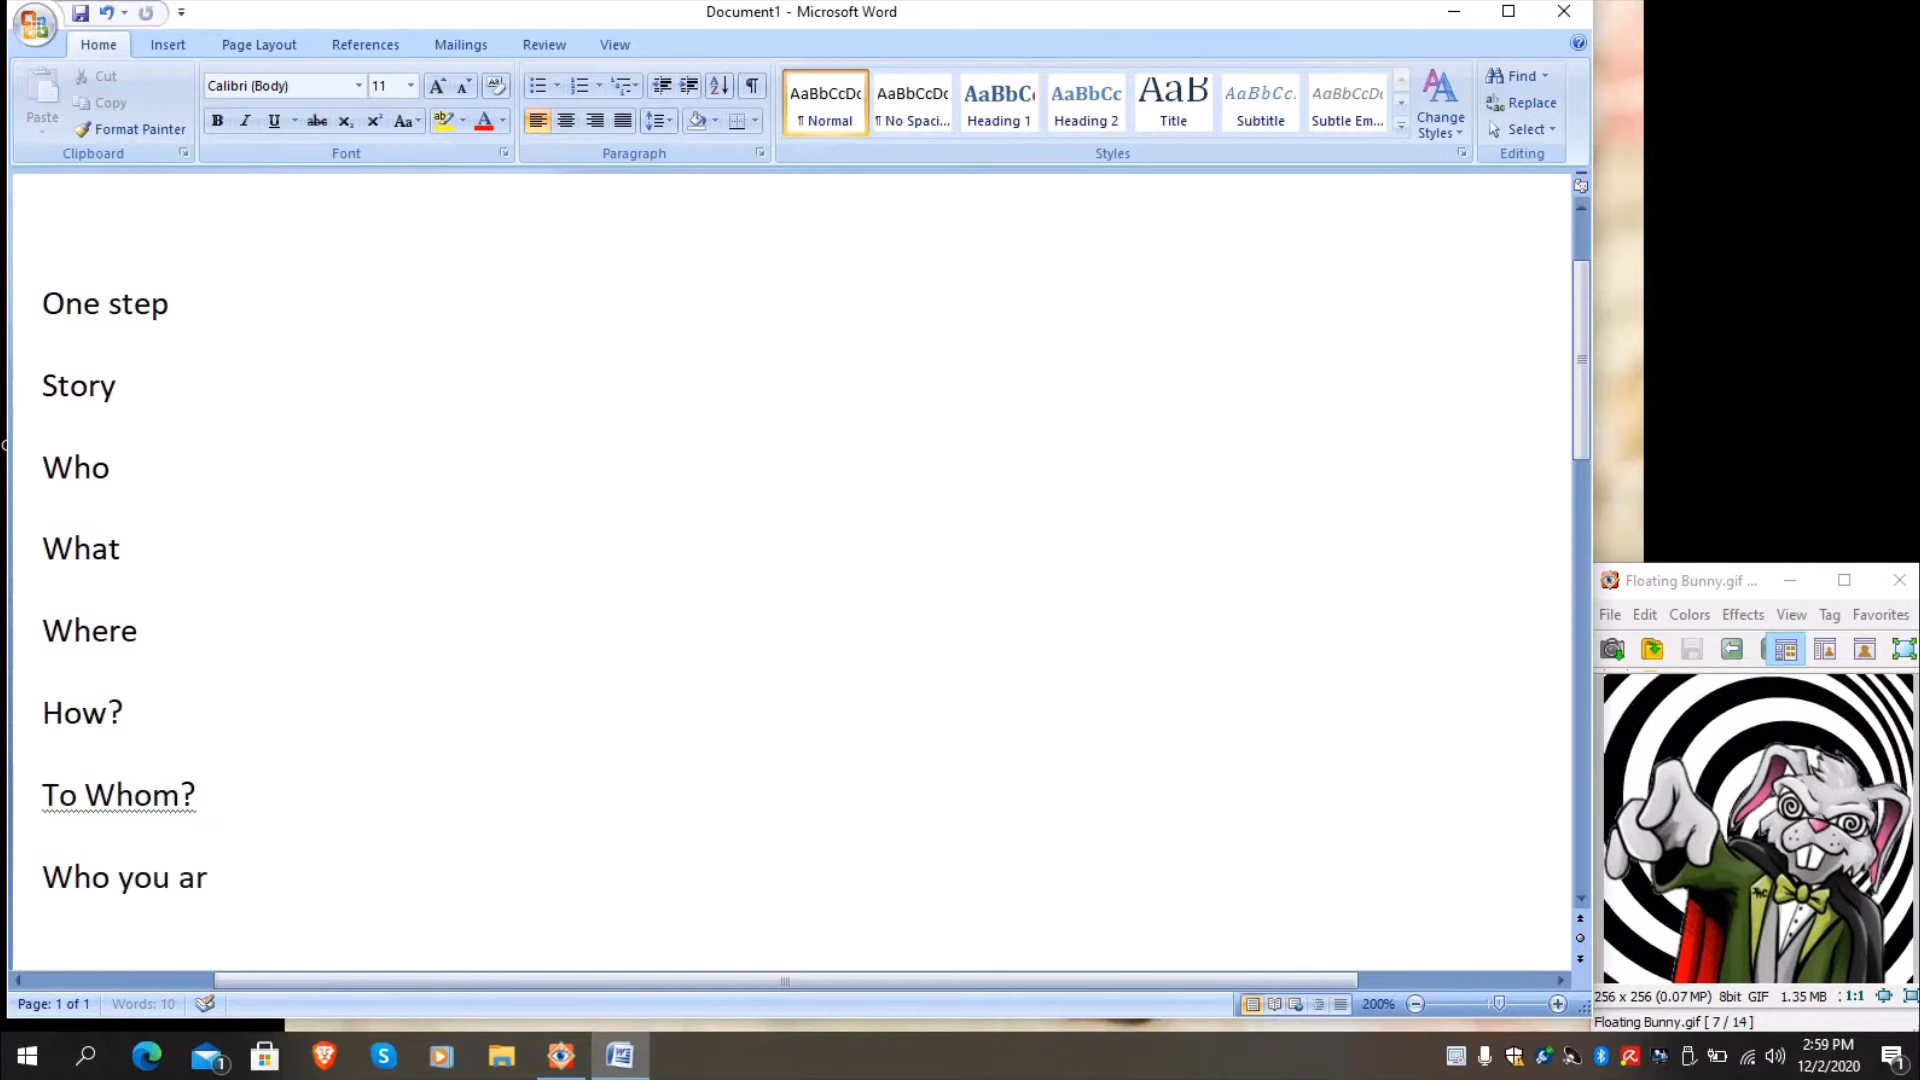 Document1 - Microsoft Word
Home Insert Page Layout References Mailings Review View
Paste
Cut
Copy
Format Painter
Clipboard
Calibri (Body) 11
B I U abc x₂ x² Aa
Font
Paragraph
AaBbCcDc AaBbCcDc AaBbCc AaBbCc AaB AaBbCc. AaBbCcDc
¶ Normal ¶ No Spaci... Heading 1 Heading 2 Title Subtitle Subtle Em...
Change Styles
Styles
Find
Replace
Select
Editing
One step
Story
Who
What
Where
How?
To Whom?
Who you ar
Page: 1 of 1 Words: 10
200%
Floating Bunny.gif ...
File Edit Colors Effects View Tag Favorites
256 x 256 (0.07 MP) 8bit GIF 1.35 MB 1:1
Floating Bunny.gif [ 7 / 14 ]
2:59 PM
12/2/2020